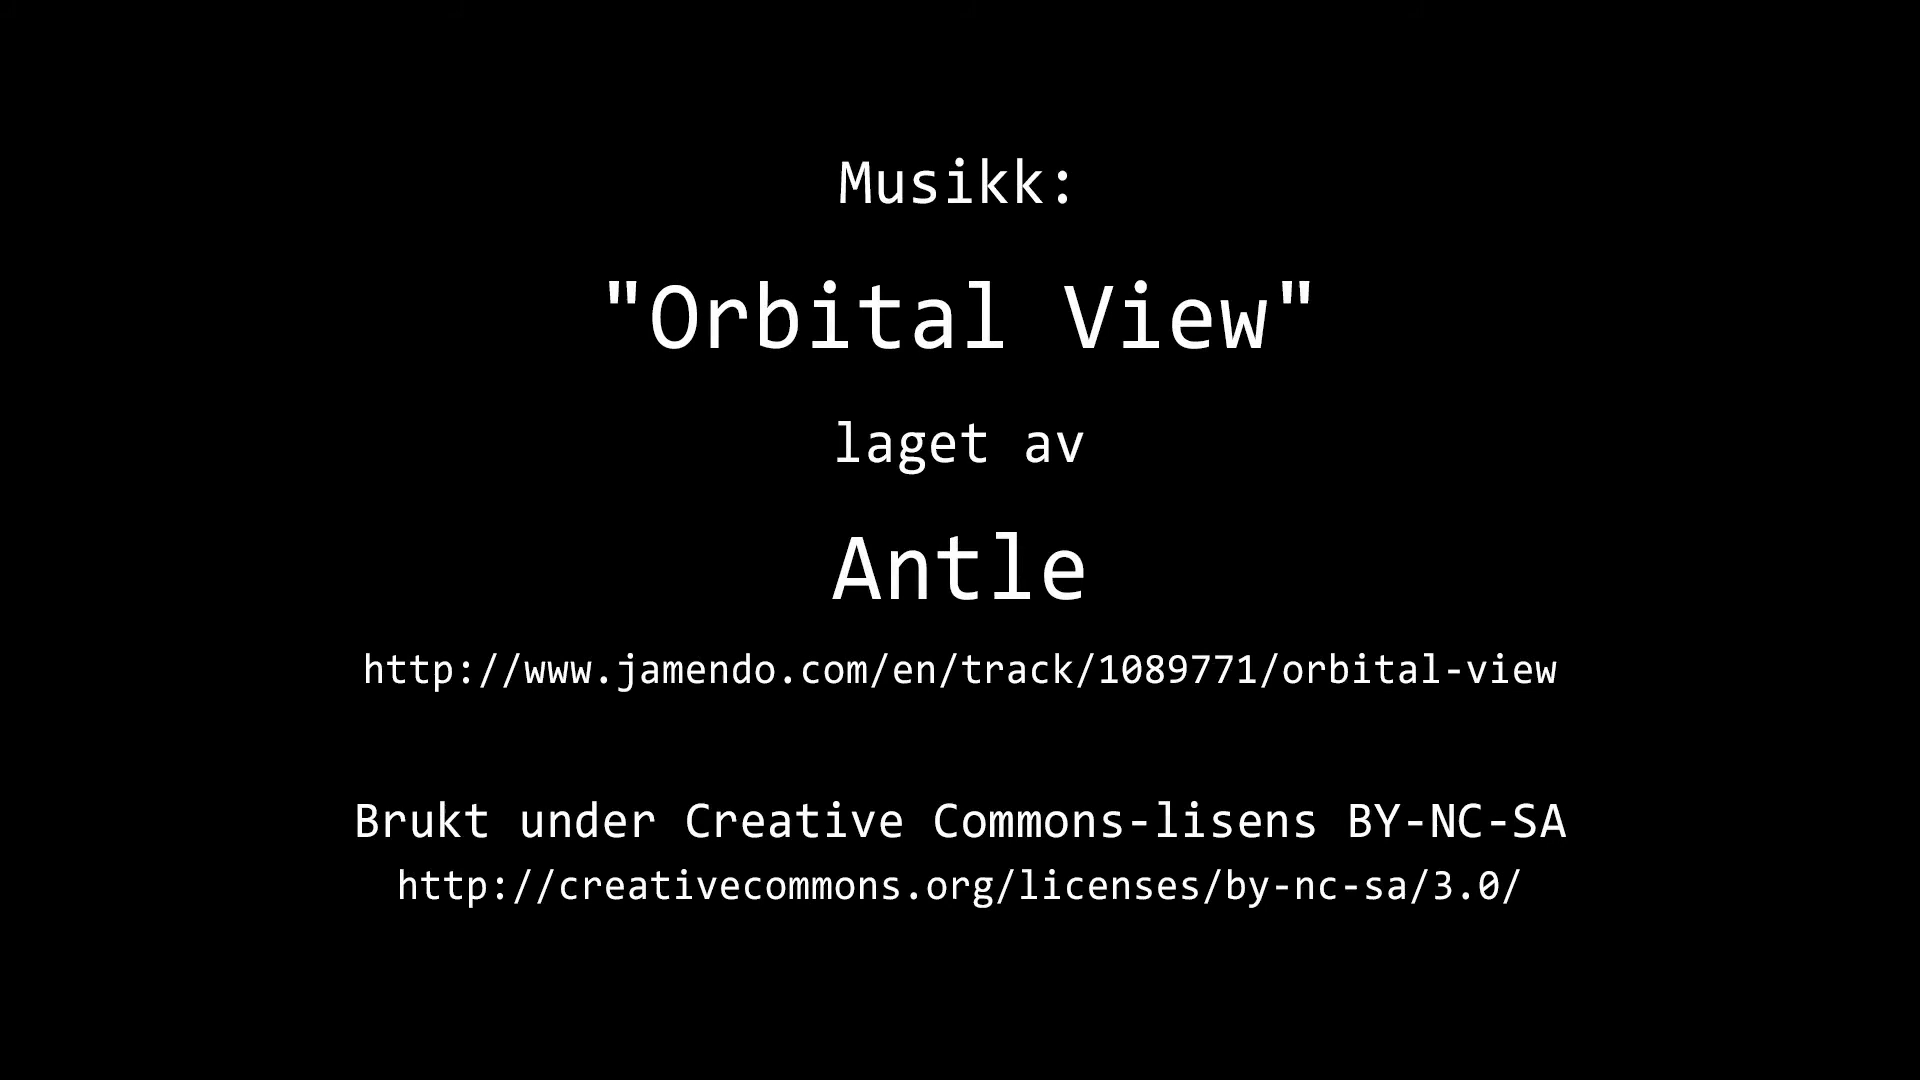 Musikk:
"Orbital View"
laget av
Antle
http://www.jamendo.com/en/track/1089771/orbital-view
Brukt under Creative Commons-lisens BY-NC-SA
http://creativecommons.org/licenses/by-nc-sa/3.0/